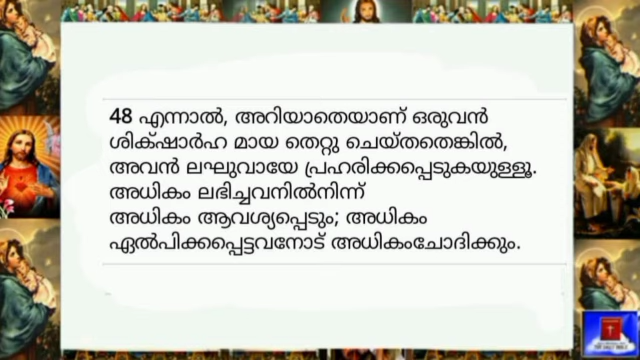 48 എന്നാൽ, അറിയാതെയാണ് ഒരുവൻ
ശിക്ഷാർഹ മായ തെറ്റു ചെയ്തതെങ്കിൽ,
അവൻ ലഘുവായേ പ്രഹരിക്കപ്പെടുകയുള്ളൂ.
അധികം ലഭിച്ചവനിൽനിന്ന്
അധികം ആവശ്യപ്പെടും; അധികം
ഏൽപിക്കപ്പെട്ടവനോട് അധികംചോദിക്കും.